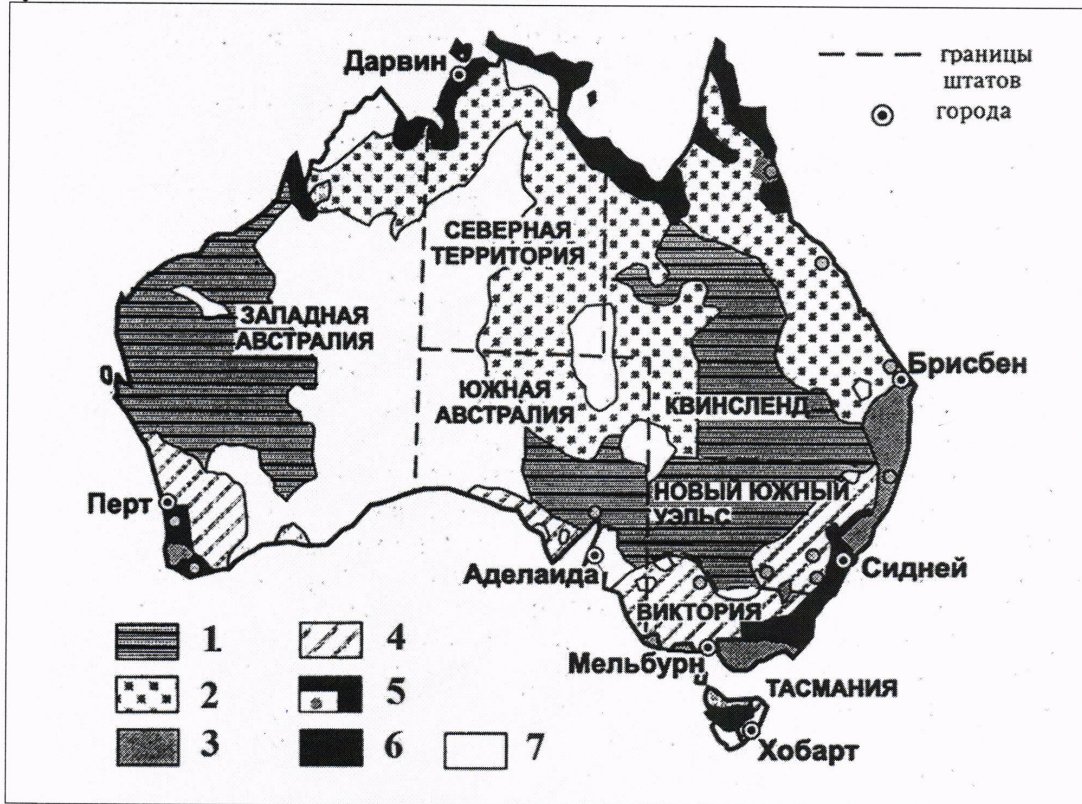 Дарвин
границы
штатов
города
СЕВЕРНАЯ
ТЕРРИТОРИЯ
ЗАПАДНАЯ
АВСТРАЛИЯ
ЮЖНАЯ
АВСТРАЛИЯ
КВИНСЛЕНД
Брисбен
Перт
НОВЫЙ ЮЖНЫЙ
УЭЛЬС
Аделаида
Сидней
ВИКТОРИЯ
Мельбурн
ТАСМАНИЯ
Хобарт
1
4
2
5
3
6
7